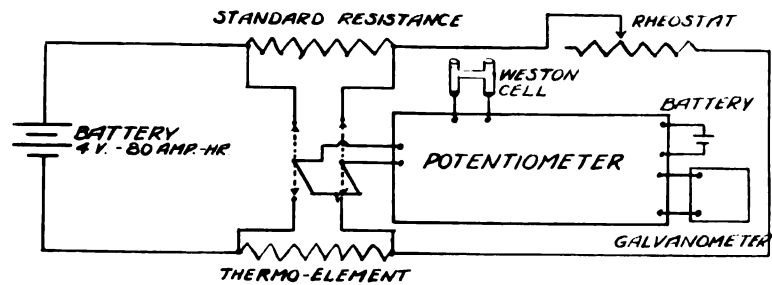 STANDARD RESISTANCE
RHEOSTAT
WESTON
CELL
BATTERY
BATTERY
4 V. - 80 AMP.-HR
POTENTIOMETER
GALVANOMETER
THERMO-ELEMENT